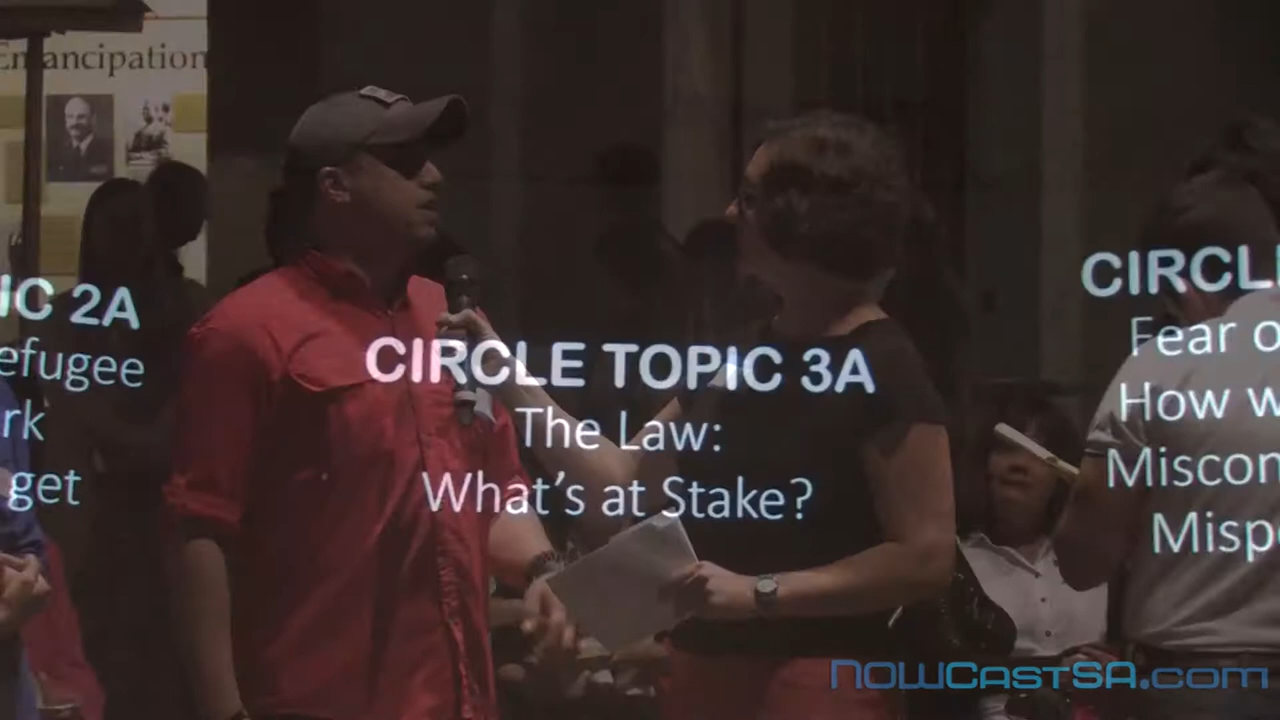 Emancipation
IC 2A
efugee
rk
get
CIRCLE TOPIC 3A
The Law:
What's at Stake?
CIRCL
Fear o
How w
Miscon
Misp
NOWCASTSA.com